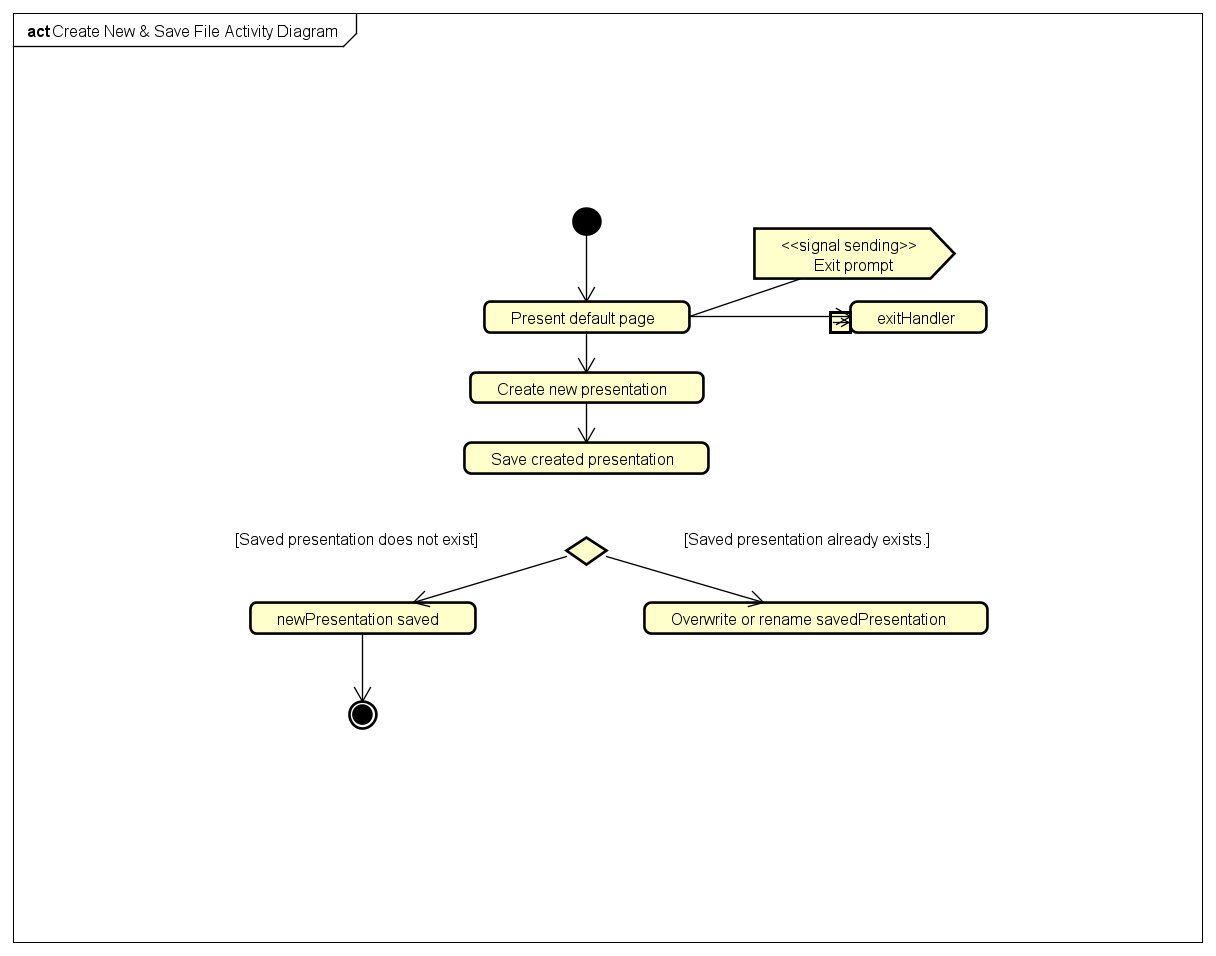 act Create New & Save File Activity Diagram
<<signal sending>>
Exit prompt
Present default page
exitHandler
Create new presentation
Save created presentation
[Saved presentation does not exist]
[Saved presentation already exists.]
newPresentation saved
Overwrite or rename savedPresentation